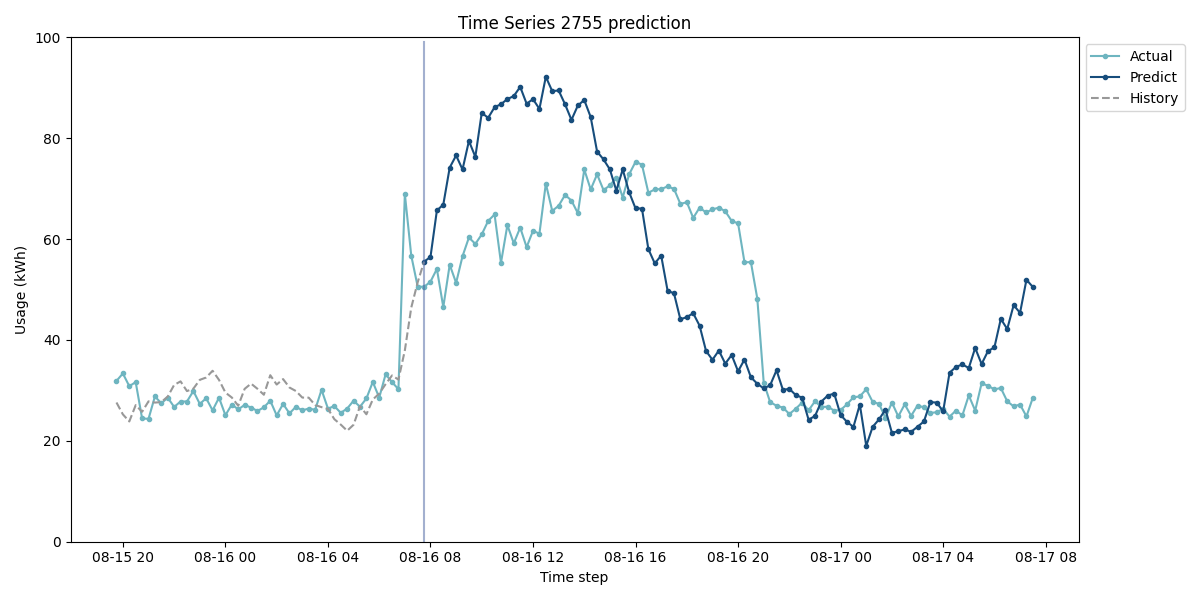 Time Series 2755 prediction
Usage (kWh)
100
80
60
40
20
0
08-15 20
08-16 00
08-16 04
08-16 08
08-16 12
08-16 16
08-16 20
08-17 00
08-17 04
08-17 08
Time step
Actual
Predict
History